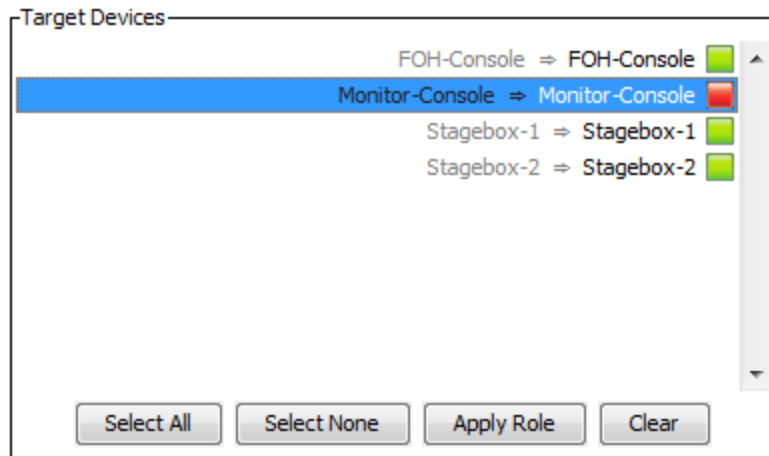 Target Devices
FOH-Console ⇒ FOH-Console
Monitor-Console ⇒ Monitor-Console
Stagebox-1 ⇒ Stagebox-1
Stagebox-2 ⇒ Stagebox-2
Select All Select None Apply Role Clear